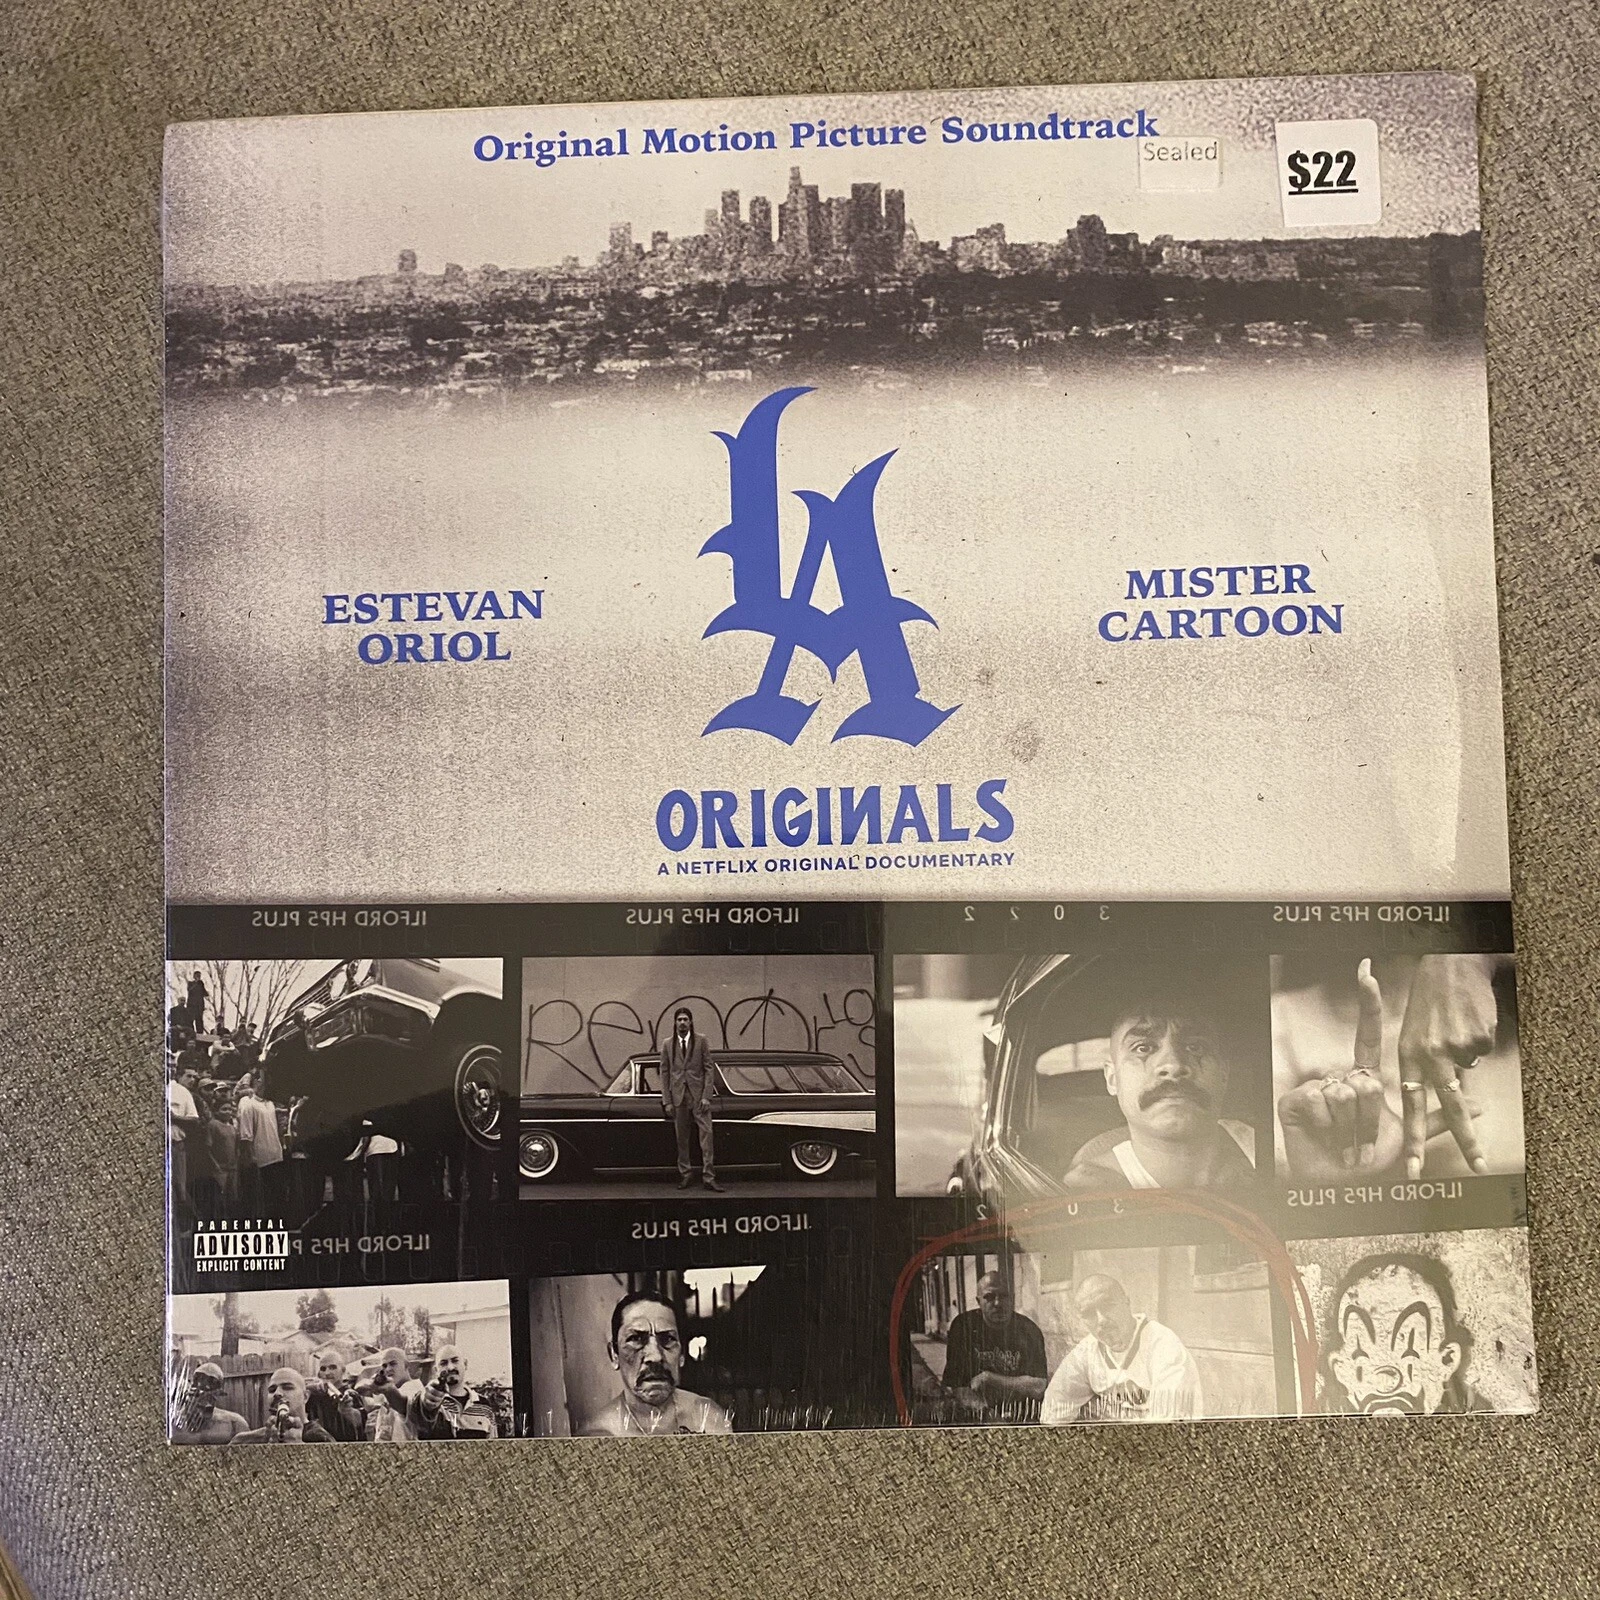 Original Motion Picture Soundtrack
Sealed
$22
LA
ESTEVAN
ORIOL
MISTER
CARTOON
ORIGINALS
A NETFLIX ORIGINAL DOCUMENTARY
ILFORD HP5 PLUS
ILFORD HP5 PLUS
3 0 2 2 2
ILFORD HP5 PLUS
ILFORD HP5 PLUS
ILFORD HP5 PLUS
ILFORD HP5 P
PARENTAL
ADVISORY
EXPLICIT CONTENT